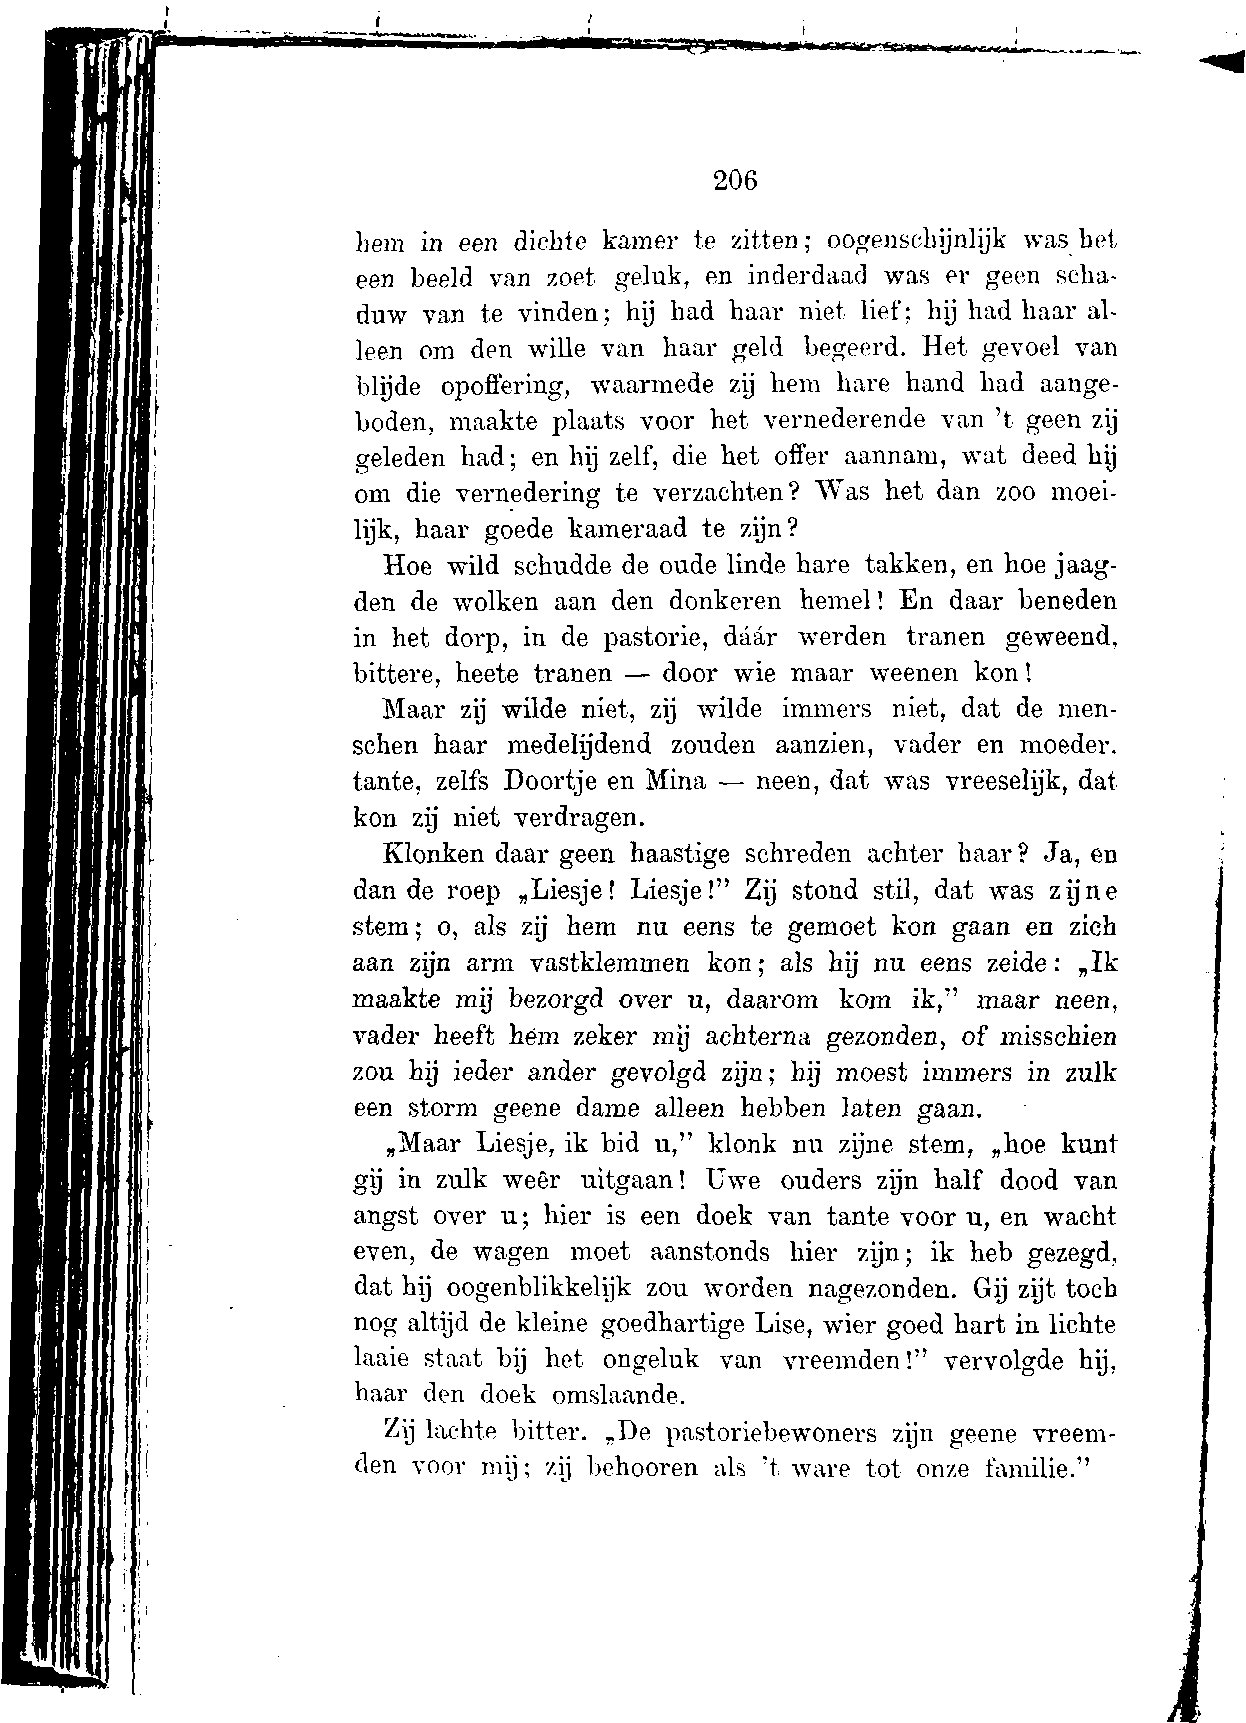 206
hem in een dichte kamer te zitten; oogenschijnlijk was het
een beeld van zoet geluk, en inderdaad was er geen scha-
duw van te vinden; hij had haar niet lief; hij had haar al-
leen om den wille van haar geld begeerd. Het gevoel van
blijde opoffering, waarmede zij hem hare hand had aange-
boden, maakte plaats voor het vernederende van 't geen zij
geleden had; en hij zelf, die het offer aannam, wat deed hij
om die vernedering te verzachten? Was het dan zoo moei-
lijk, haar goede kameraad te zijn?
Hoe wild schudde de oude linde hare takken, en hoe jaag-
den de wolken aan den donkeren hemel! En daar beneden
in het dorp, in de pastorie, dáár werden tranen geweend,
bittere, heete tranen — door wie maar weenen kon!
Maar zij wilde niet, zij wilde immers niet, dat de men-
schen haar medelijdend zouden aanzien, vader en moeder.
tante, zelfs Doortje en Mina — neen, dat was vreeselijk, dat
kon zij niet verdragen.
Klonken daar geen haastige schreden achter haar? Ja, en
dan de roep „Liesje! Liesje!” Zij stond stil, dat was zijne
stem; o, als zij hem nu eens te gemoet kon gaan en zich
aan zijn arm vastklemmen kon; als hij nu eens zeide: „Ik
maakte mij bezorgd over u, daarom kom ik,” maar neen,
vader heeft hem zeker mij achterna gezonden, of misschien
zou hij ieder ander gevolgd zijn; hij moest immers in zulk
een storm geene dame alleen hebben laten gaan.
„Maar Liesje, ik bid u,” klonk nu zijne stem, „hoe kunt
gij in zulk weêr uitgaan! Uwe ouders zijn half dood van
angst over u; hier is een doek van tante voor u, en wacht
even, de wagen moet aanstonds hier zijn; ik heb gezegd,
dat hij oogenblikkelijk zou worden nagezonden. Gij zijt toch
nog altijd de kleine goedhartige Lise, wier goed hart in lichte
laaie staat bij het ongeluk van vreemden!” vervolgde hij,
haar den doek omslaande.
Zij lachte bitter. „De pastoriebewoners zijn geene vreem-
den voor mij; zij behooren als 't ware tot onze familie.”